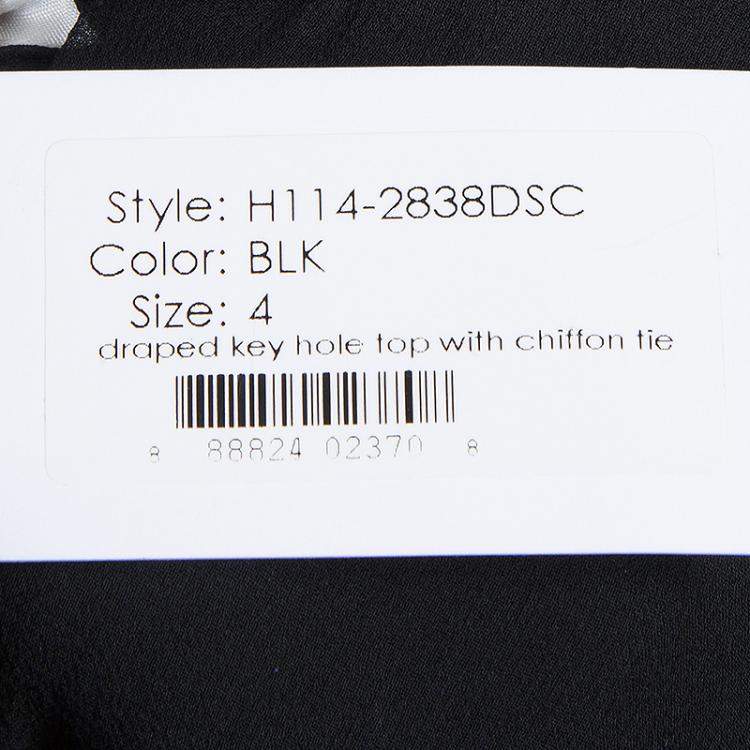 Style: H114-2838DSC
Color: BLK
Size: 4
draped key hole top with chiffon tie
8 88824 02370 8